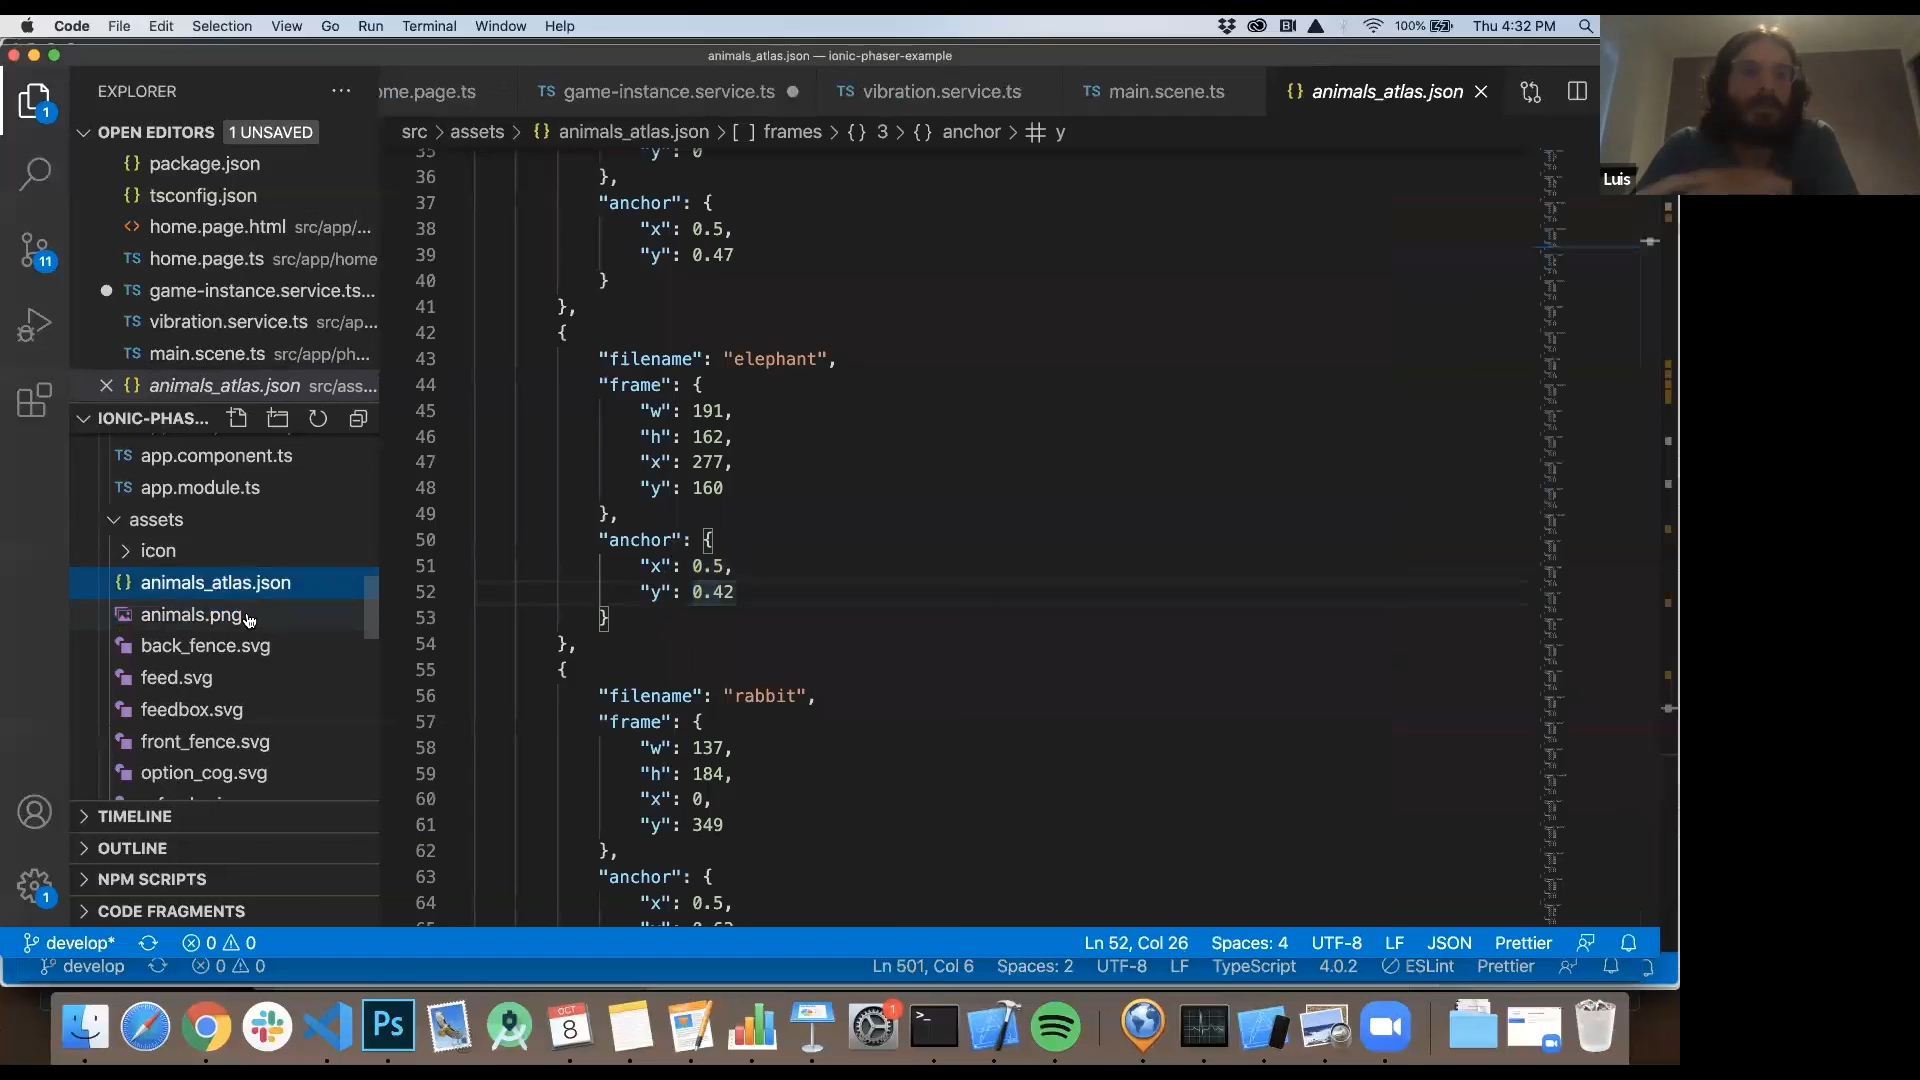 Code File Edit Selection View Go Run Terminal Window Help 100% Thu 4:32 PM
animals_atlas.json — ionic-phaser-example
EXPLORER ...
ome.page.ts TS game-instance.service.ts TS vibration.service.ts TS main.scene.ts {} animals_atlas.json
OPEN EDITORS 1 UNSAVED
src > assets > {} animals_atlas.json > [ ] frames > {} 3 > {} anchor > # y
{} package.json
{} tsconfig.json
<> home.page.html src/app/...
TS home.page.ts src/app/home
TS game-instance.service.ts...
TS vibration.service.ts src/ap...
TS main.scene.ts src/app/ph...
{} animals_atlas.json src/ass...
IONIC-PHAS...
TS app.component.ts
TS app.module.ts
assets
icon
{} animals_atlas.json
animals.png
back_fence.svg
feed.svg
feedbox.svg
front_fence.svg
option_cog.svg
TIMELINE
OUTLINE
NPM SCRIPTS
CODE FRAGMENTS
1
11
1
35 "y": 0
36 },
37 "anchor": {
38 "x": 0.5,
39 "y": 0.47
40 }
41 },
42 {
43 "filename": "elephant",
44 "frame": {
45 "w": 191,
46 "h": 162,
47 "x": 277,
48 "y": 160
49 },
50 "anchor": {
51 "x": 0.5,
52 "y": 0.42
53 }
54 },
55 {
56 "filename": "rabbit",
57 "frame": {
58 "w": 137,
59 "h": 184,
60 "x": 0,
61 "y": 349
62 },
63 "anchor": {
64 "x": 0.5,
Luis
develop* 0 0 Ln 52, Col 26 Spaces: 4 UTF-8 LF JSON Prettier
develop 0 0 Ln 501, Col 6 Spaces: 2 UTF-8 LF TypeScript 4.0.2 ESLint Prettier
Ps OCT 8 1 >_